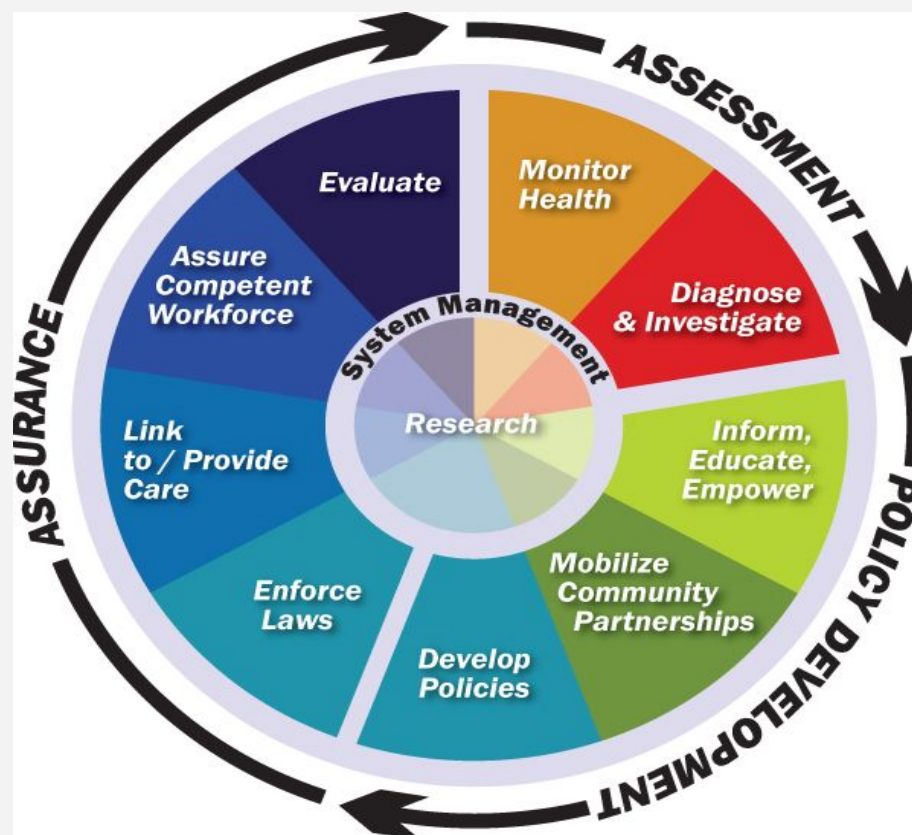 ASSESSMENT
POLICY DEVELOPMENT
ASSURANCE
Evaluate
Monitor
Health
Assure
Competent
Workforce
Diagnose
& Investigate
System Management
Research
Link
to / Provide
Care
Inform,
Educate,
Empower
Enforce
Laws
Mobilize
Community
Partnerships
Develop
Policies